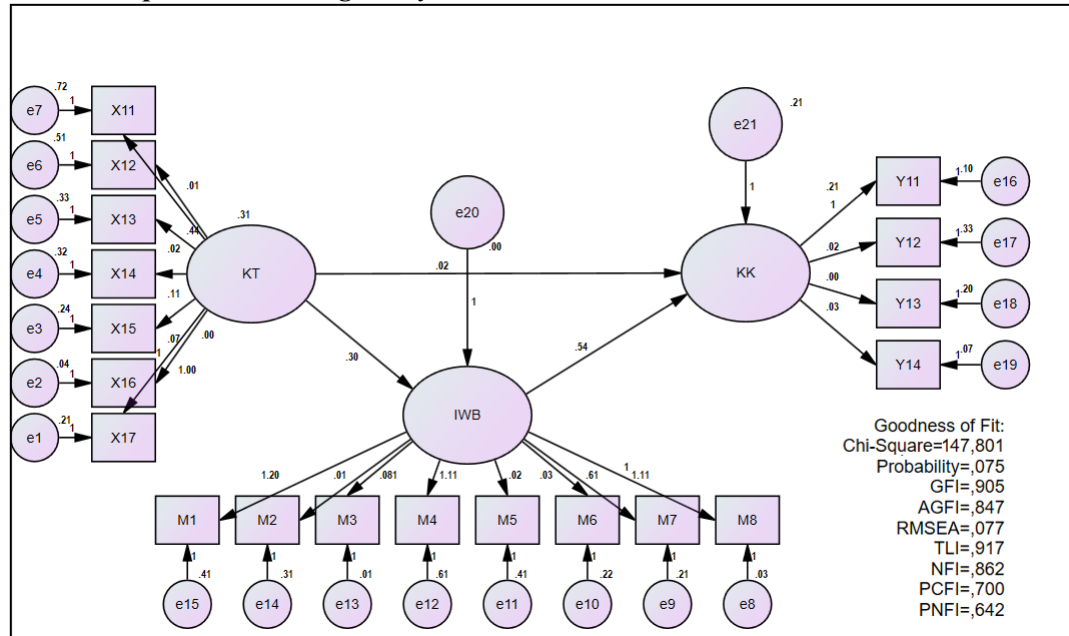 .72
e7
1
X11
.51
e6
1
X12
.01
.33
e5
1
X13
.44
.31
.32
e4
1
X14
.02
KT
.24
e3
1
X15
.11
.04
e2
1
X16
.07
.00
1
1.00
.21
e1
1
X17
e20
.00
1
.02
.30
e21
.21
1
KK
.54
IWB
.21
1
Y11
1
.10
e16
.02
Y12
1
.33
e17
.00
Y13
1
.20
e18
.03
Y14
1
.07
e19
1.20
.01
.081
1.11
.02
.03
.61
1
1.11
M1
M2
M3
M4
M5
M6
M7
M8
1
1
1
1
1
1
1
1
.41
.31
.01
.61
.41
.22
.21
.03
e15
e14
e13
e12
e11
e10
e9
e8
Goodness of Fit:
Chi-Square=147,801
Probability=,075
GFI=,905
AGFI=,847
RMSEA=,077
TLI=,917
NFI=,862
PCFI=,700
PNFI=,642